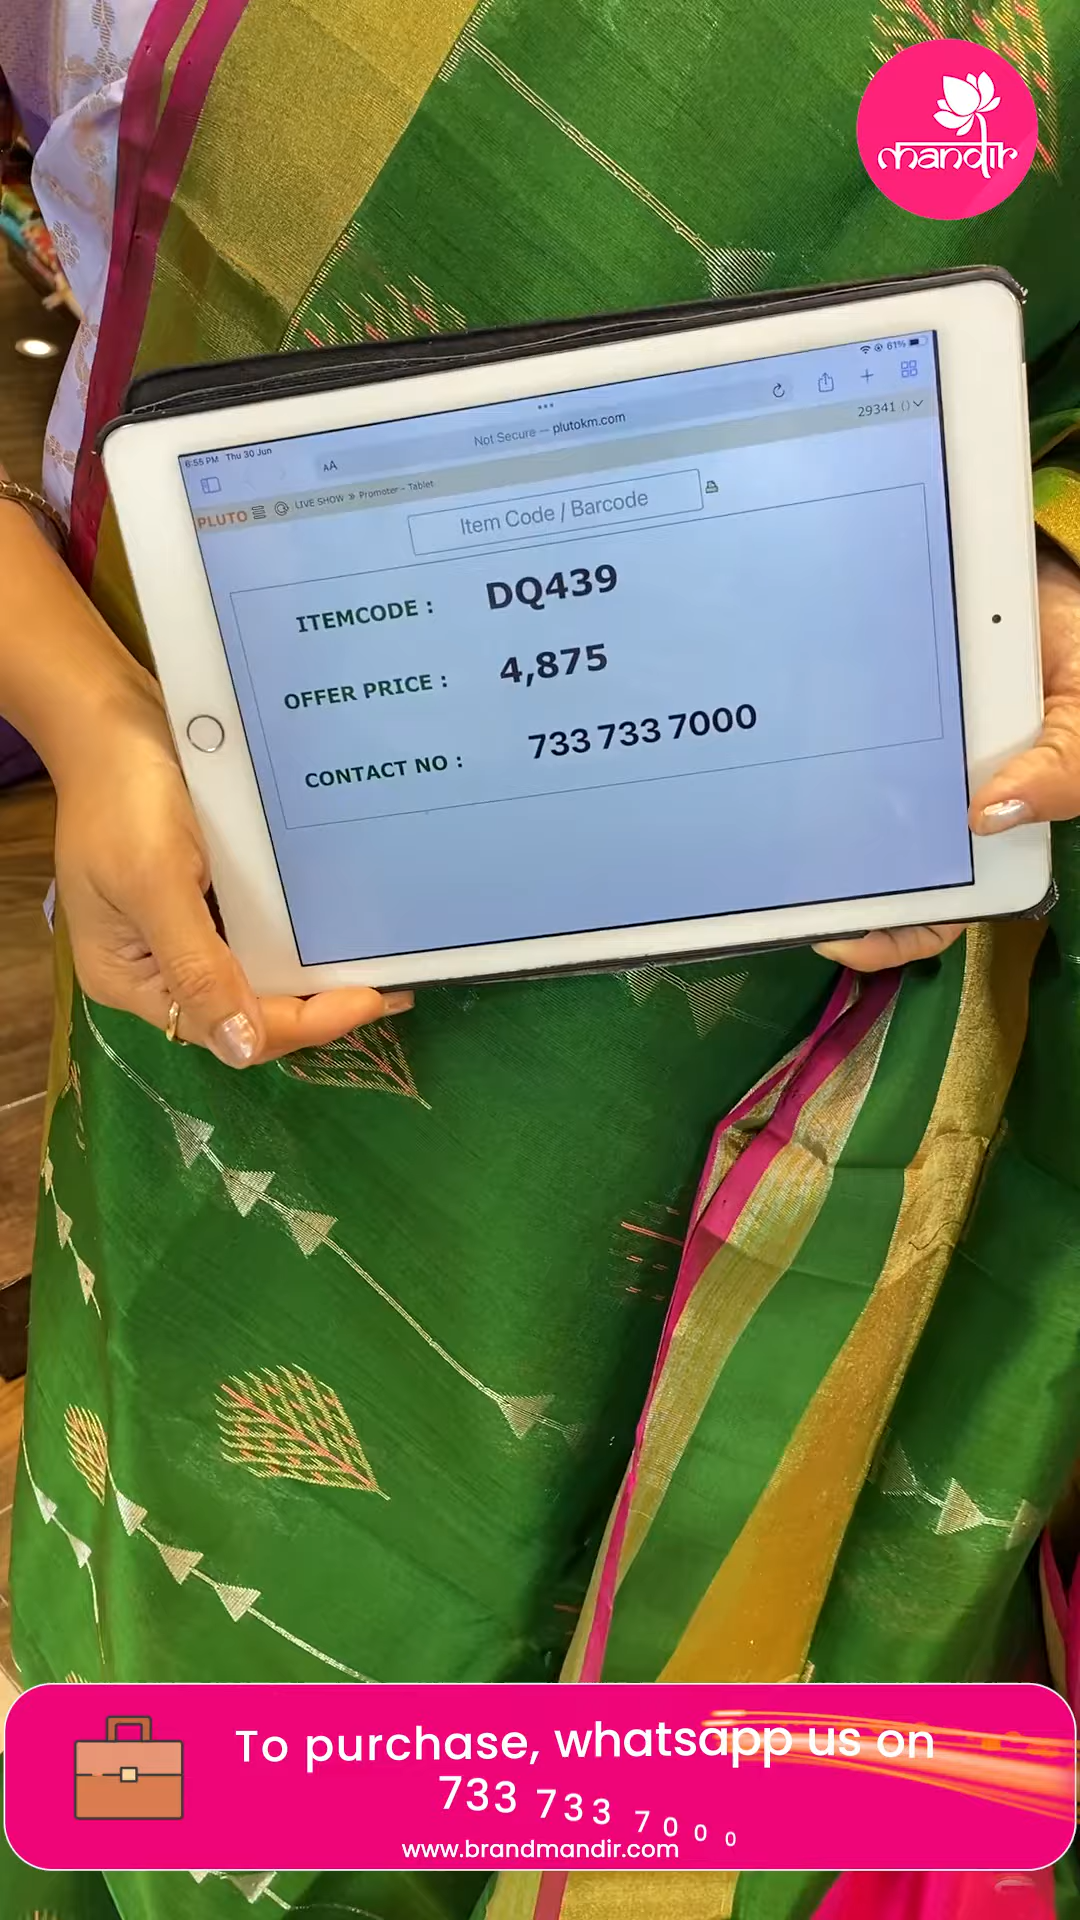 mandir
6:55 PM Thu 30 Jun
61%
AA
Not Secure — plutokm.com
29341 ()
PLUTO
LIVE SHOW » Promoter - Tablet
Item Code / Barcode
ITEMCODE : DQ439
OFFER PRICE : 4,875
CONTACT NO : 733 733 7000
To purchase, whatsapp us on
733 733 7000
www.brandmandir.com